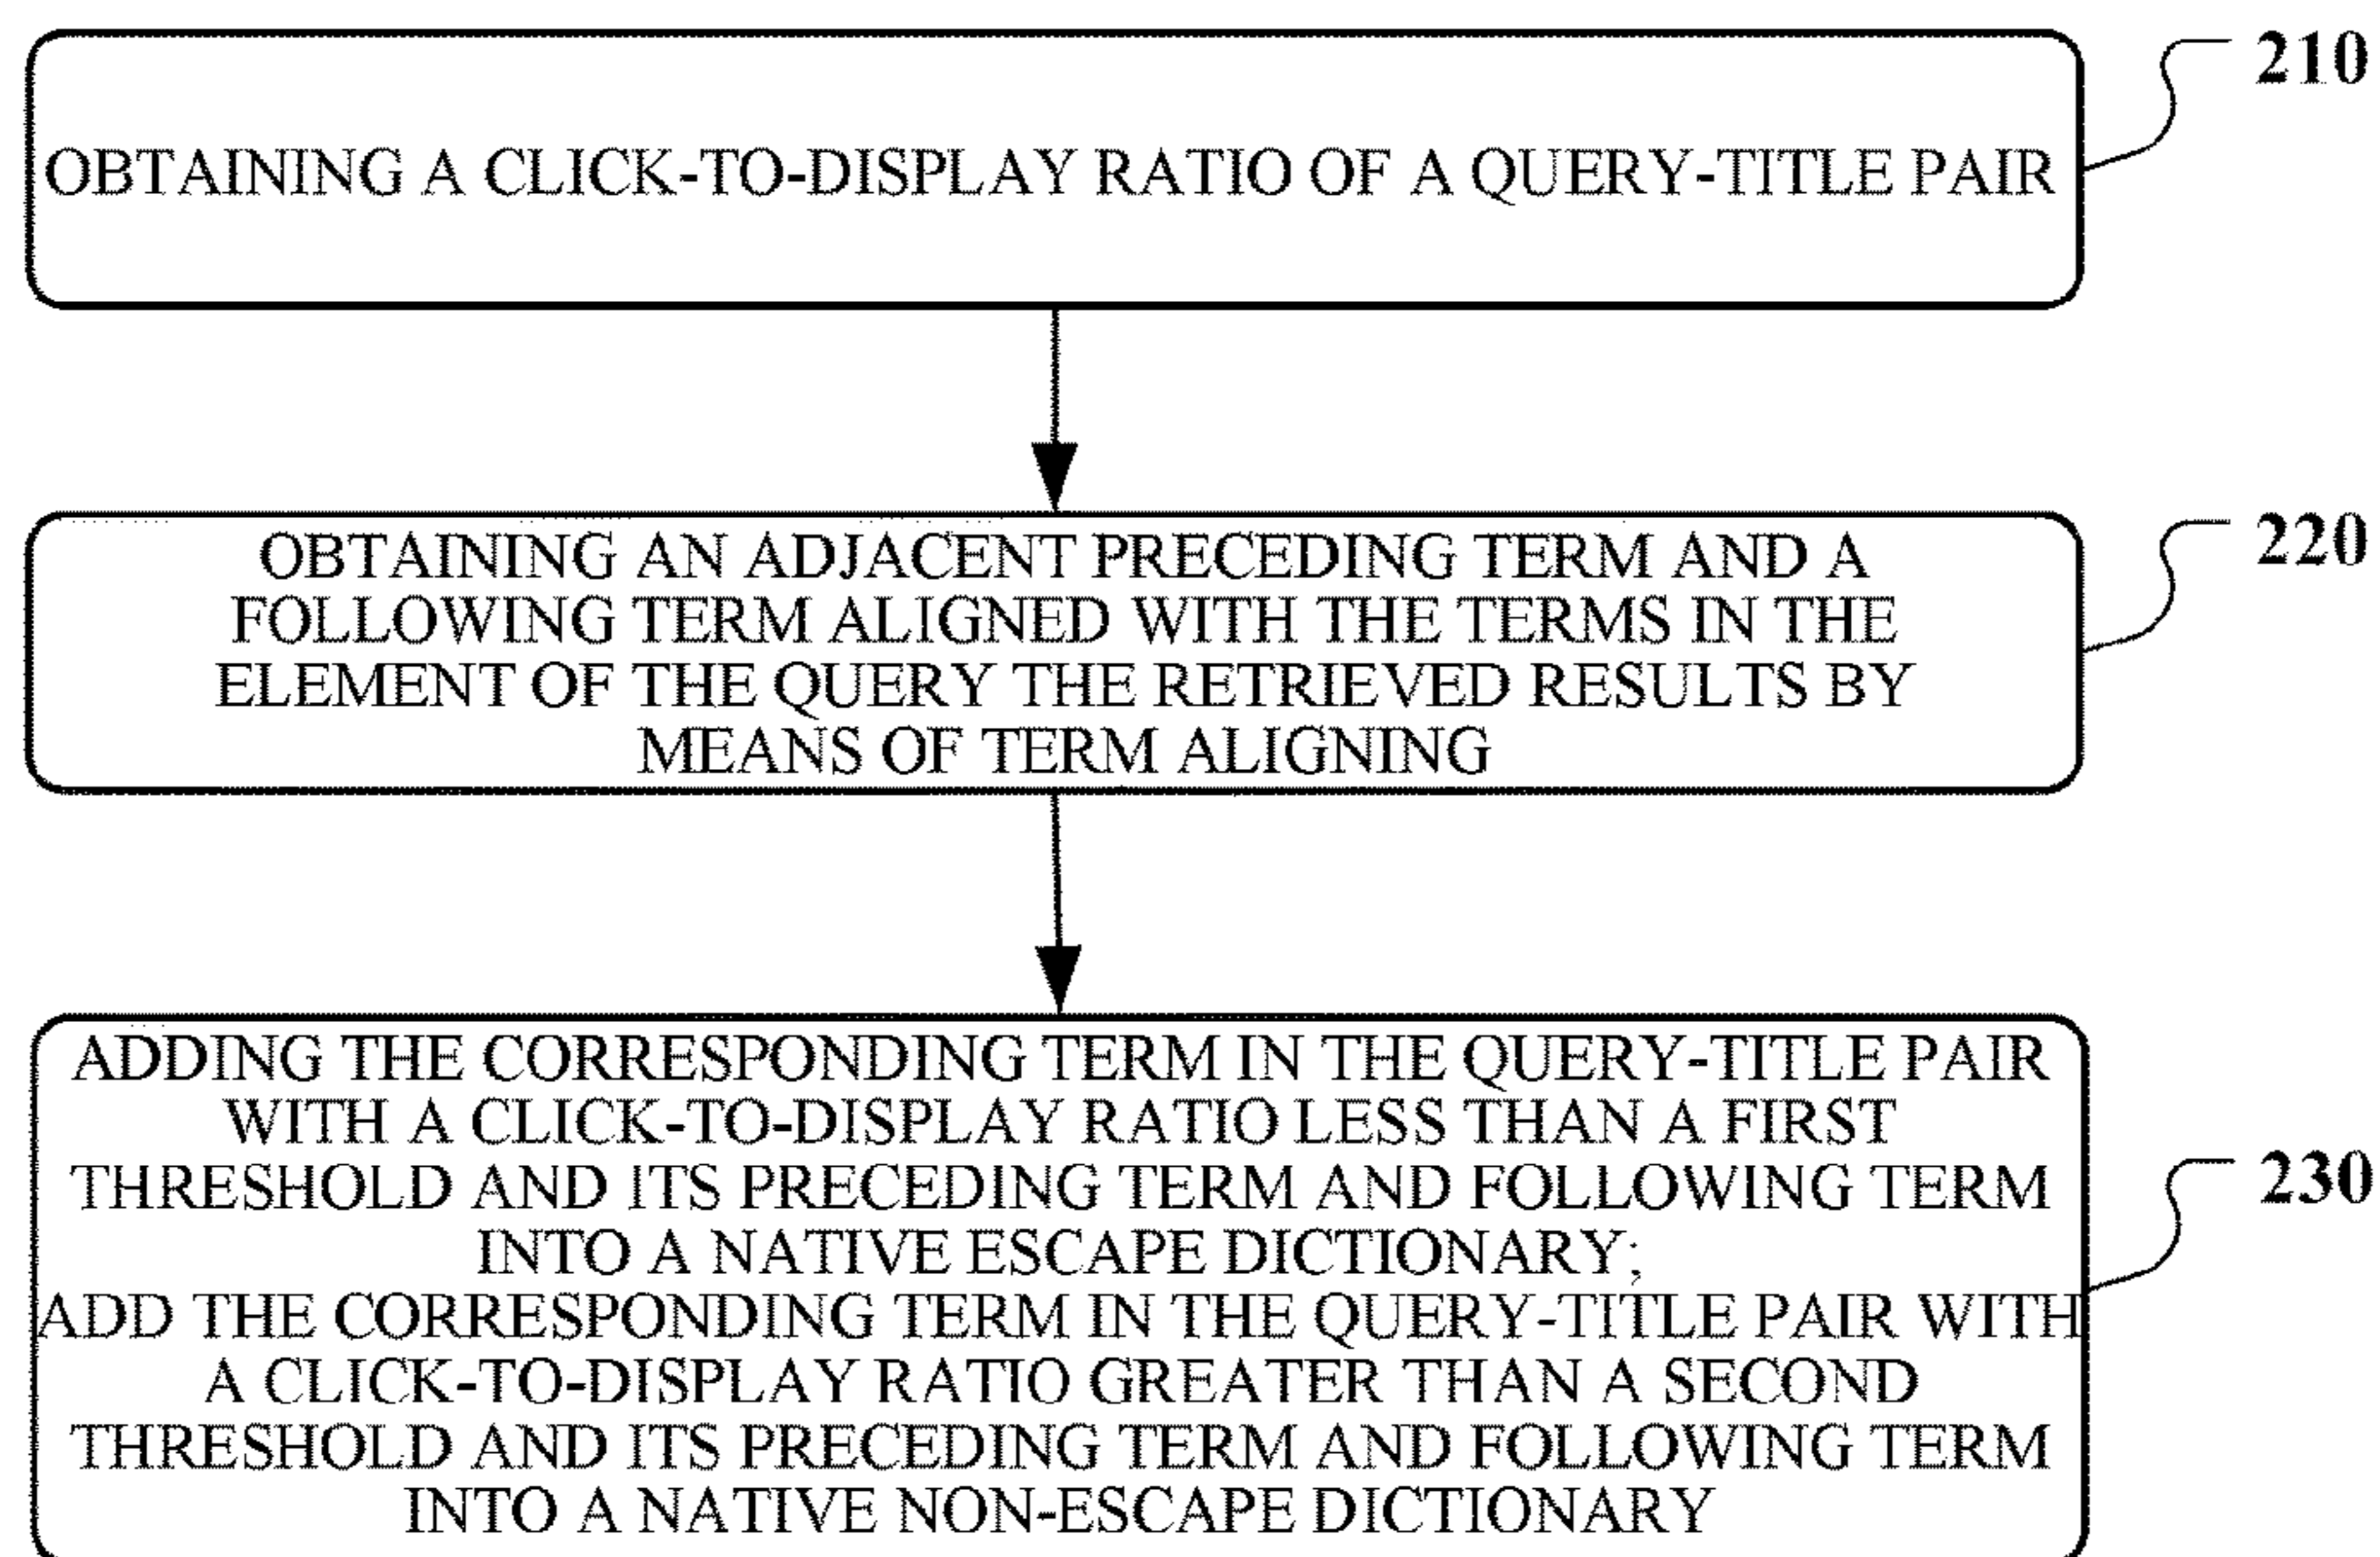 210
OBTAINING A CLICK-TO-DISPLAY RATIO OF A QUERY-TITLE PAIR
220
OBTAINING AN ADJACENT PRECEDING TERM AND A
FOLLOWING TERM ALIGNED WITH THE TERMS IN THE
ELEMENT OF THE QUERY THE RETRIEVED RESULTS BY
MEANS OF TERM ALIGNING
ADDING THE CORRESPONDING TERM IN THE QUERY-TITLE PAIR
WITH A CLICK-TO-DISPLAY RATIO LESS THAN A FIRST
THRESHOLD AND ITS PRECEDING TERM AND FOLLOWING TERM
230
INTO A NATIVE ESCAPE DICTIONARY;
ADD THE CORRESPONDING TERM IN THE QUERY-TITLE PAIR WITH
A CLICK-TO-DISPLAY RATIO GREATER THAN A SECOND
THRESHOLD AND ITS PRECEDING TERM AND FOLLOWING TERM
INTO A NATIVE NON-ESCAPE DICTIONARY